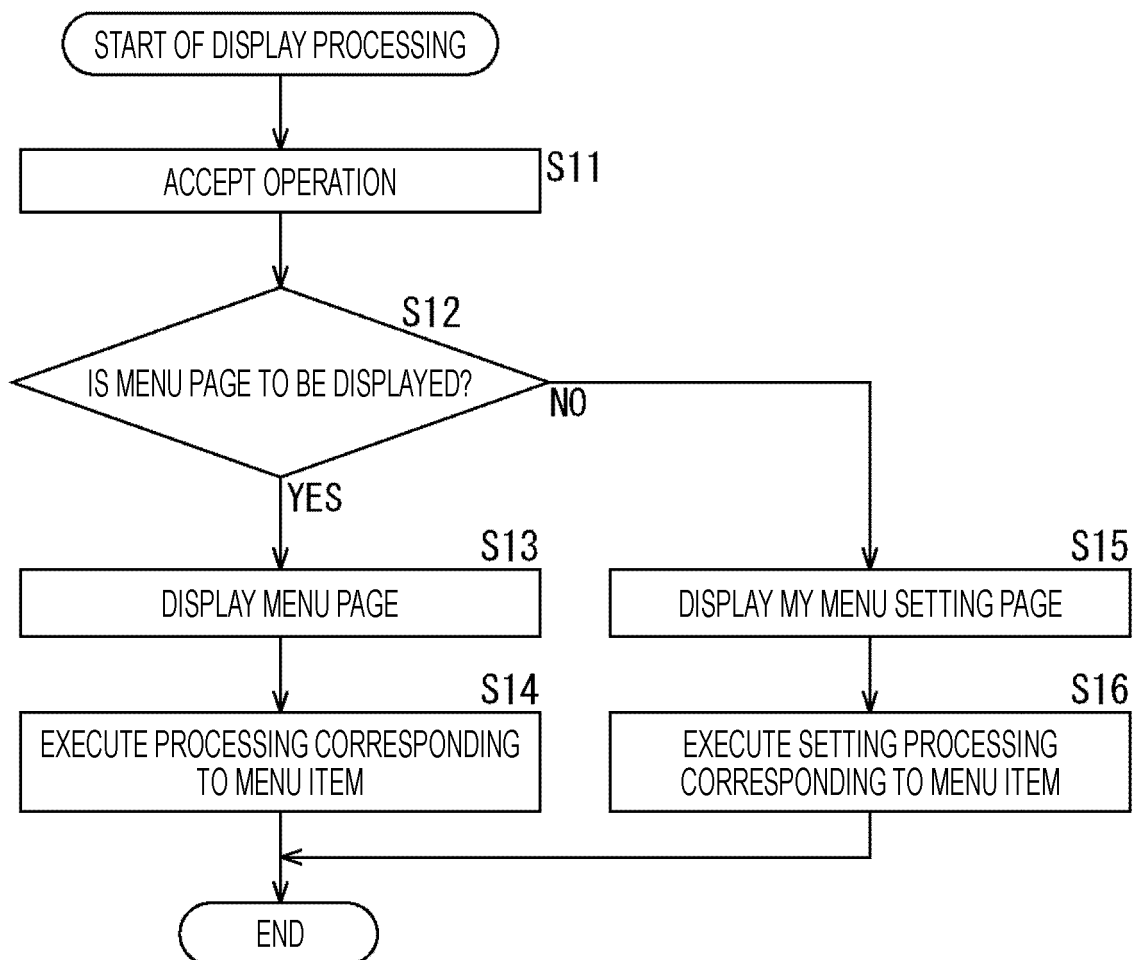 START OF DISPLAY PROCESSING
S11
ACCEPT OPERATION
S12
IS MENU PAGE TO BE DISPLAYED?
NO
YES
S13
DISPLAY MENU PAGE
S15
DISPLAY MY MENU SETTING PAGE
S14
EXECUTE PROCESSING CORRESPONDING
TO MENU ITEM
S16
EXECUTE SETTING PROCESSING
CORRESPONDING TO MENU ITEM
END